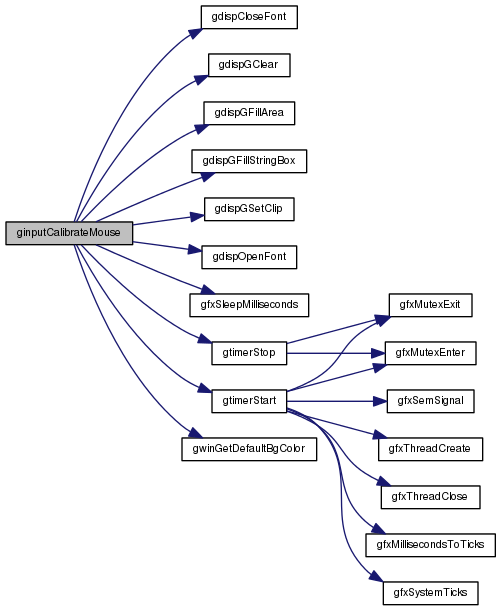 gdispCloseFont
gdispGClear
gdispGFillArea
gdispGFillStringBox
gdispGSetClip
ginputCalibrateMouse
gdispOpenFont
gfxSleepMilliseconds
gfxMutexExit
gtimerStop
gfxMutexEnter
gtimerStart
gfxSemSignal
gwinGetDefaultBgColor
gfxThreadCreate
gfxThreadClose
gfxMillisecondsToTicks
gfxSystemTicks